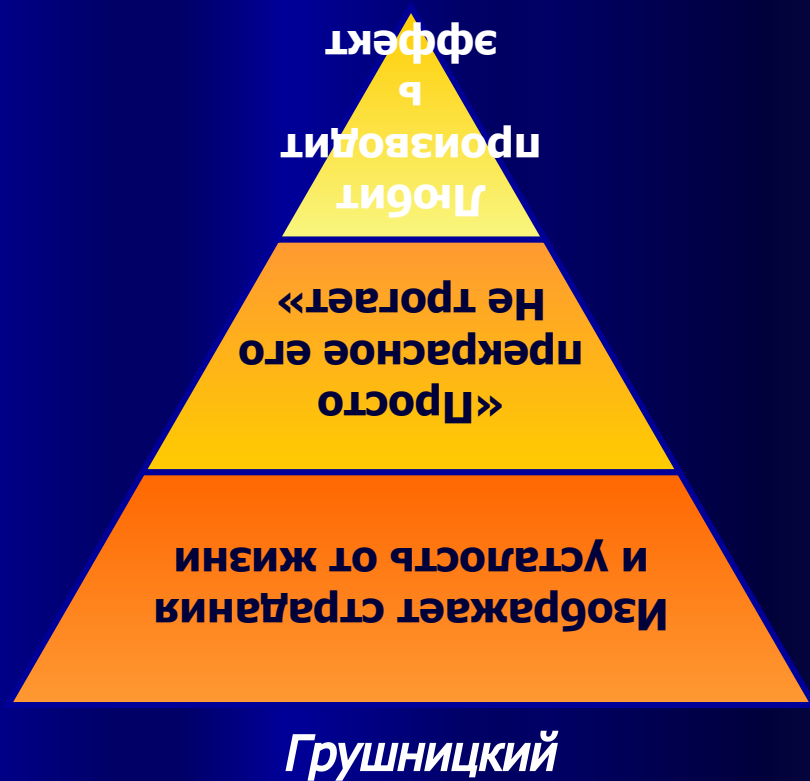 Любит
производит
ь
эффект
«Просто
прекрасное его
Не трогает»
Изображает страдания
и усталость от жизни
Грушницкий